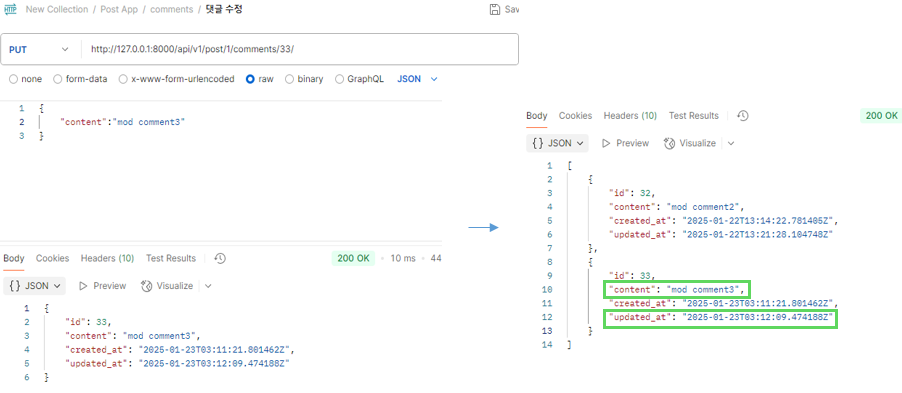 HTTP New Collection / Post App / comments / 댓글 수정 Sav
PUT http://127.0.0.1:8000/api/v1/post/1/comments/33/
none form-data x-www-form-urlencoded raw binary GraphQL JSON
1 {
2 "content":"mod comment3"
3 }
Body Cookies Headers (10) Test Results 200 OK • 10 ms • 44
{} JSON Preview Visualize
1 {
2 "id": 33,
3 "content": "mod comment3",
4 "created_at": "2025-01-23T03:11:21.801462Z",
5 "updated_at": "2025-01-23T03:12:09.474188Z"
6 }
Body Cookies Headers (10) Test Results 200 OK
{} JSON Preview Visualize
1 [
2 {
3 "id": 32,
4 "content": "mod comment2",
5 "created_at": "2025-01-22T13:14:22.781405Z",
6 "updated_at": "2025-01-22T13:21:28.104748Z"
7 },
8 {
9 "id": 33,
10 "content": "mod comment3",
11 "created_at": "2025-01-23T03:11:21.801462Z",
12 "updated_at": "2025-01-23T03:12:09.474188Z"
13 }
14 ]